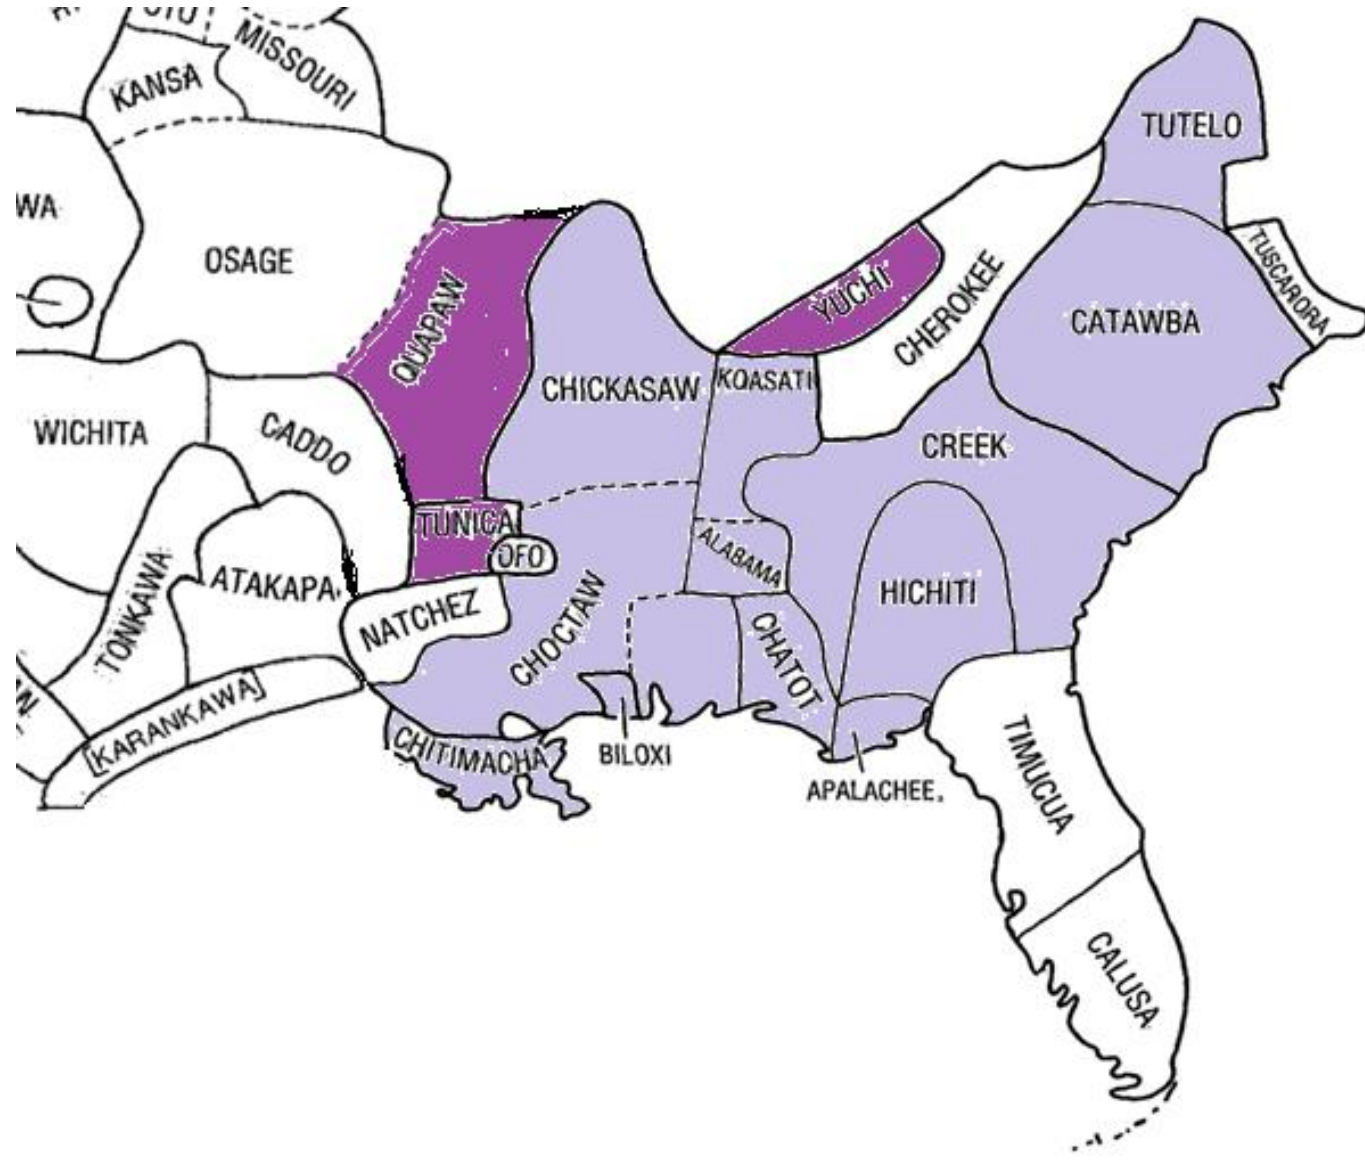 MISSOURI
KANSA
TUTELO
WA
OSAGE
TUSCARORA
QUAPAW
YUCHI
CHEROKEE
CATAWBA
CHICKASAW
KOASATI
WICHITA
CADDO
CREEK
TUNICA
OFO
ALABAMA
TONKAWA
ATAKAPA
HICHITI
NATCHEZ
CHOCTAW
CHATOT
KARANKAWA
CHITIMACHA
BILOXI
APALACHEE.
TIMUCUA
CALUSA